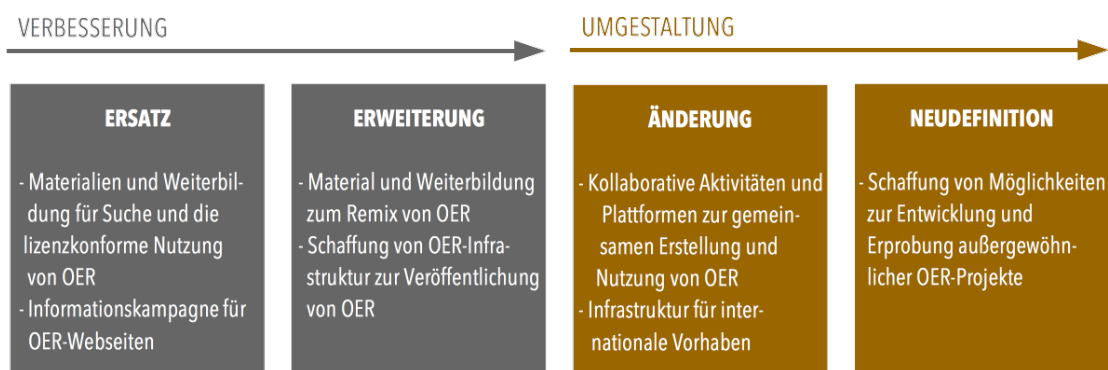 VERBESSERUNG
UMGESTALTUNG
ERSATZ
- Materialien und Weiterbil-
dung für Suche und die
lizenzkonforme Nutzung
von OER
- Informationskampagne für
OER-Webseiten
ERWEITERUNG
- Material und Weiterbildung
zum Remix von OER
- Schaffung von OER-Infra-
struktur zur Veröffentlichung
von OER
ÄNDERUNG
- Kollaborative Aktivitäten und
Plattformen zur gemein-
samen Erstellung und
Nutzung von OER
- Infrastruktur für inter-
nationale Vorhaben
NEUDEFINITION
- Schaffung von Möglichkeiten
zur Entwicklung und
Erprobung außergewöhn-
licher OER-Projekte